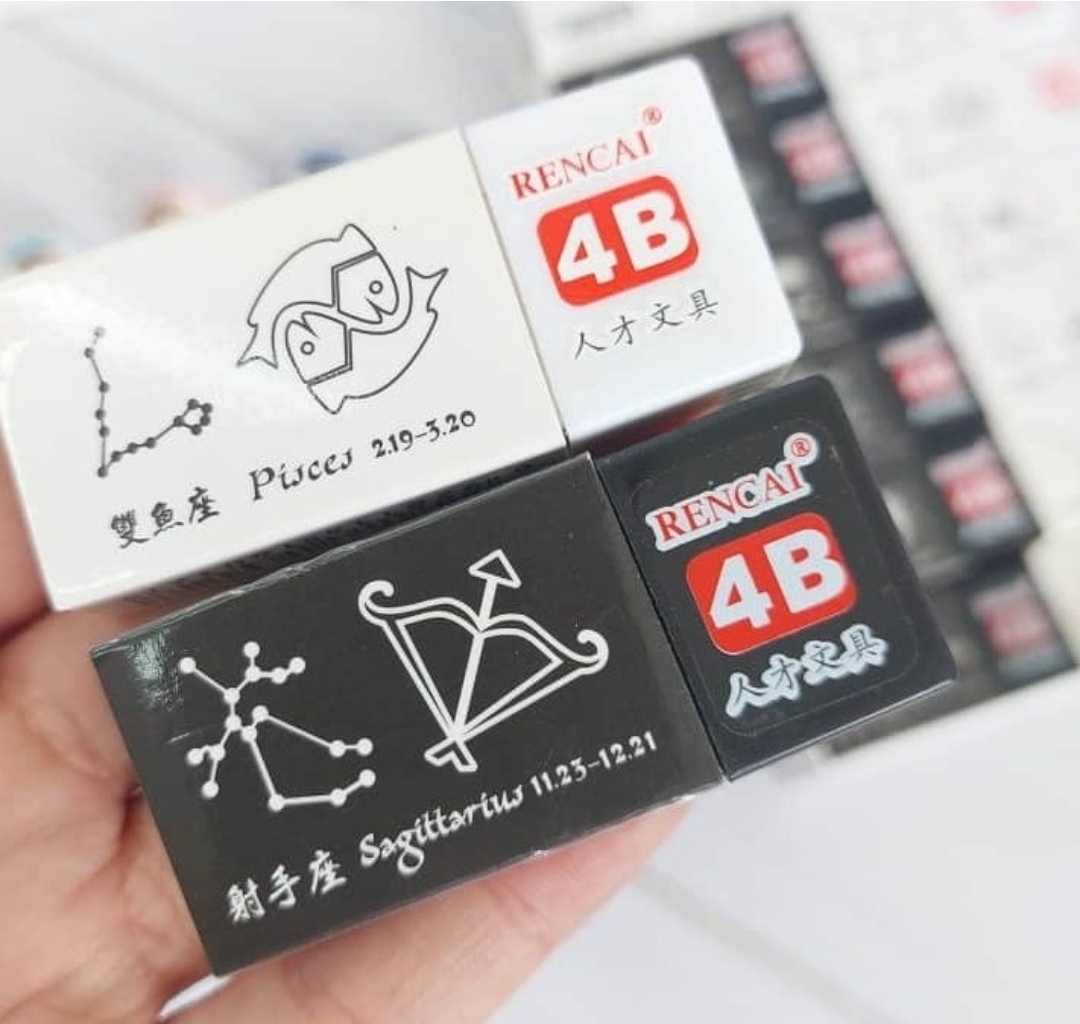 RENCAI®
4B
人才文具
雙魚座 Pisces 2.19-3.20
RENCAI®
4B
人才文具
射手座 Sagittarius 11.23-12.21